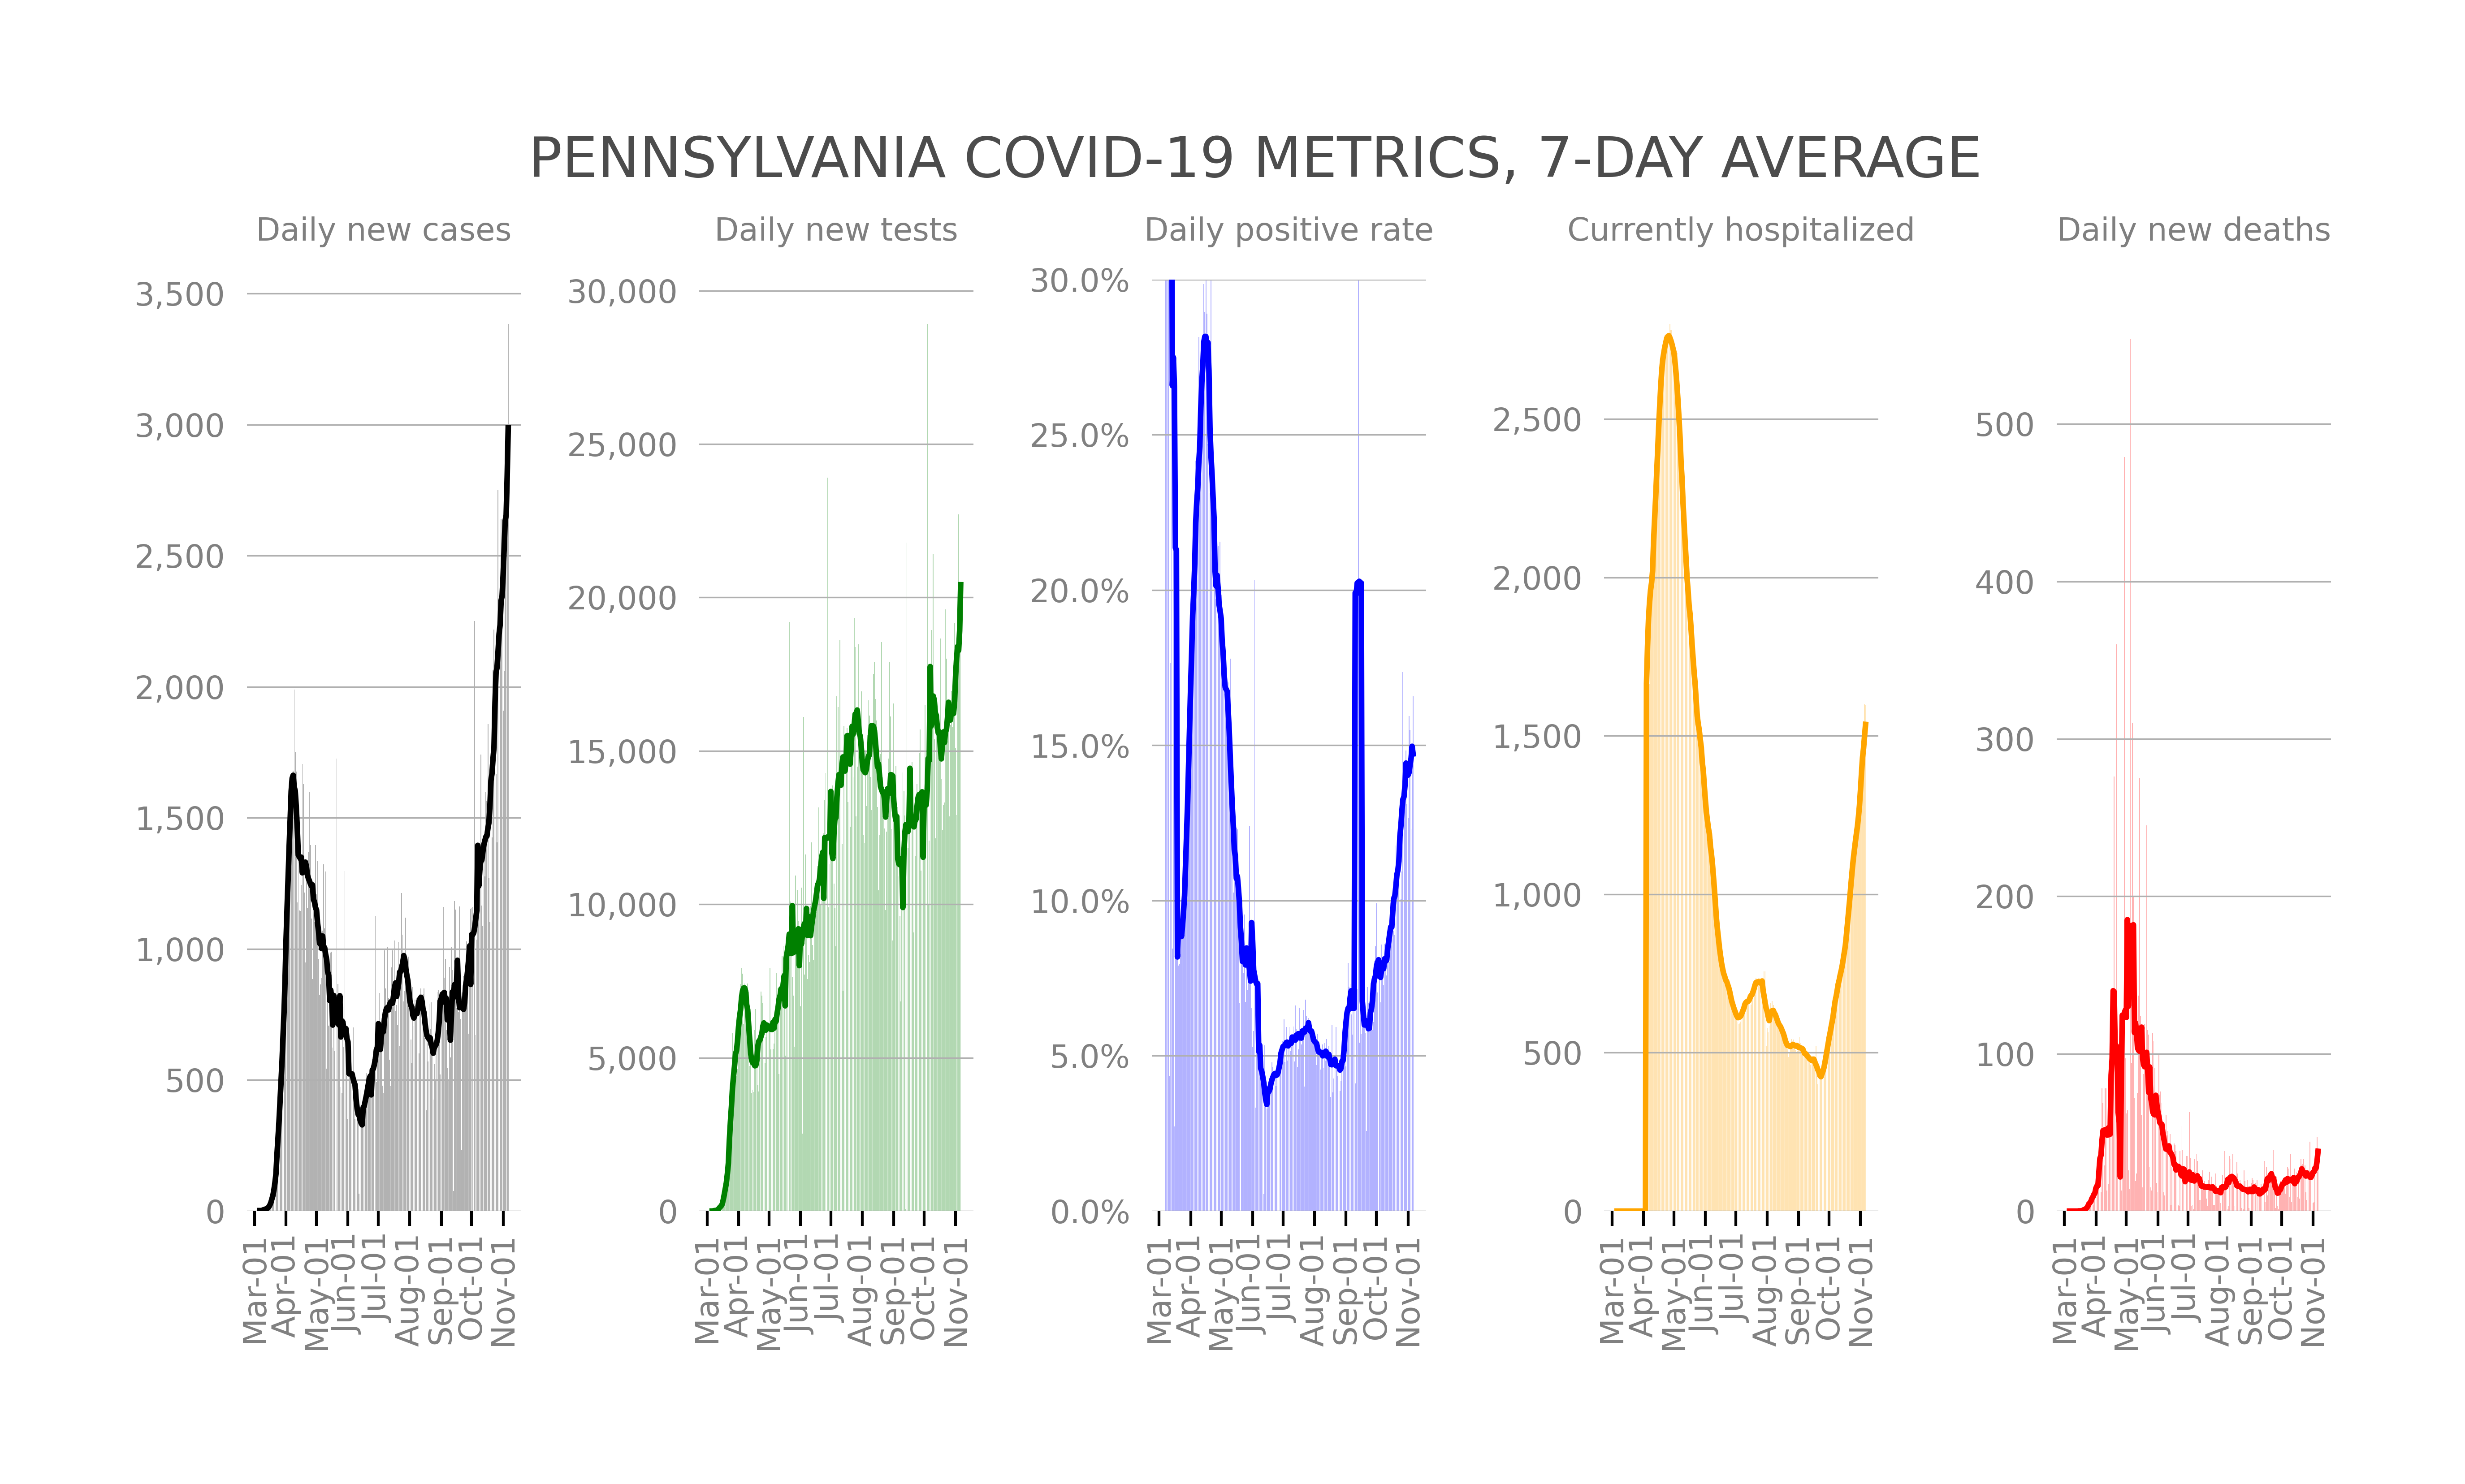 PENNSYLVANIA COVID-19 METRICS, 7-DAY AVERAGE
Daily new cases
3,500
3,000
2,500
2,000
1,500
1,000
500
0
Mar-01
Apr-01
May-01
Jun-01
Jul-01
Aug-01
Sep-01
Oct-01
Nov-01
Daily new tests
30,000
25,000
20,000
15,000
10,000
5,000
0
Mar-01
Apr-01
May-01
Jun-01
Jul-01
Aug-01
Sep-01
Oct-01
Nov-01
Daily positive rate
30.0%
25.0%
20.0%
15.0%
10.0%
5.0%
0.0%
Mar-01
Apr-01
May-01
Jun-01
Jul-01
Aug-01
Sep-01
Oct-01
Nov-01
Currently hospitalized
2,500
2,000
1,500
1,000
500
0
Mar-01
Apr-01
May-01
Jun-01
Jul-01
Aug-01
Sep-01
Oct-01
Nov-01
Daily new deaths
500
400
300
200
100
0
Mar-01
Apr-01
May-01
Jun-01
Jul-01
Aug-01
Sep-01
Oct-01
Nov-01